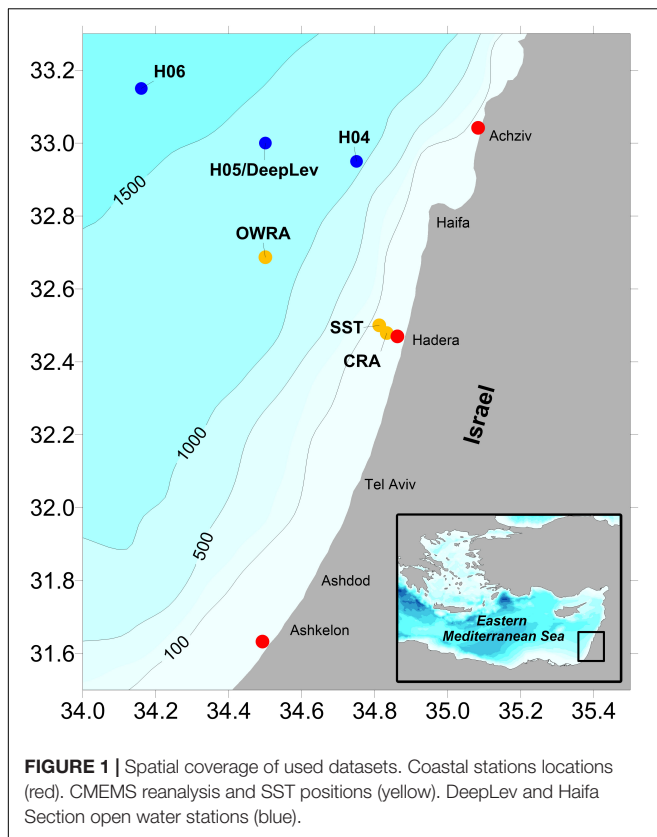 33.2
33.0
32.8
32.6
32.4
32.2
32.0
31.8
31.6
H06
H04
H05/DeepLev
1500
OWRA
Achziv
Haifa
SST
Hadera
CRA
Israel
1000
Tel Aviv
500
Ashdod
100
Ashkelon
Eastern
Mediterranean Sea
34.0 34.2 34.4 34.6 34.8 35.0 35.2 35.4
FIGURE 1 | Spatial coverage of used datasets. Coastal stations locations
(red). CMEMS reanalysis and SST positions (yellow). DeepLev and Haifa
Section open water stations (blue).